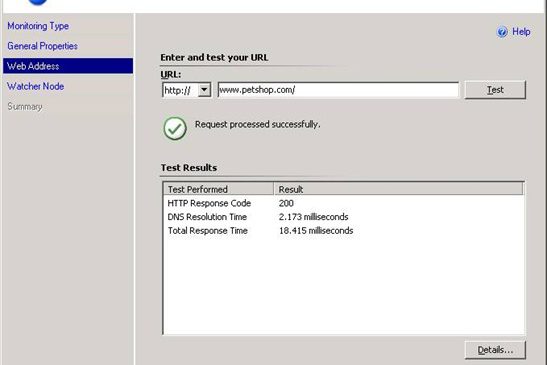 Monitoring Type
General Properties
Web Address
Watcher Node
Summary
Help
Enter and test your URL
URL:
http://
www.petshop.com/
Test
Request processed successfully.
Test Results
Test Performed Result
HTTP Response Code 200
DNS Resolution Time 2.173 milliseconds
Total Response Time 18.415 milliseconds
Details...